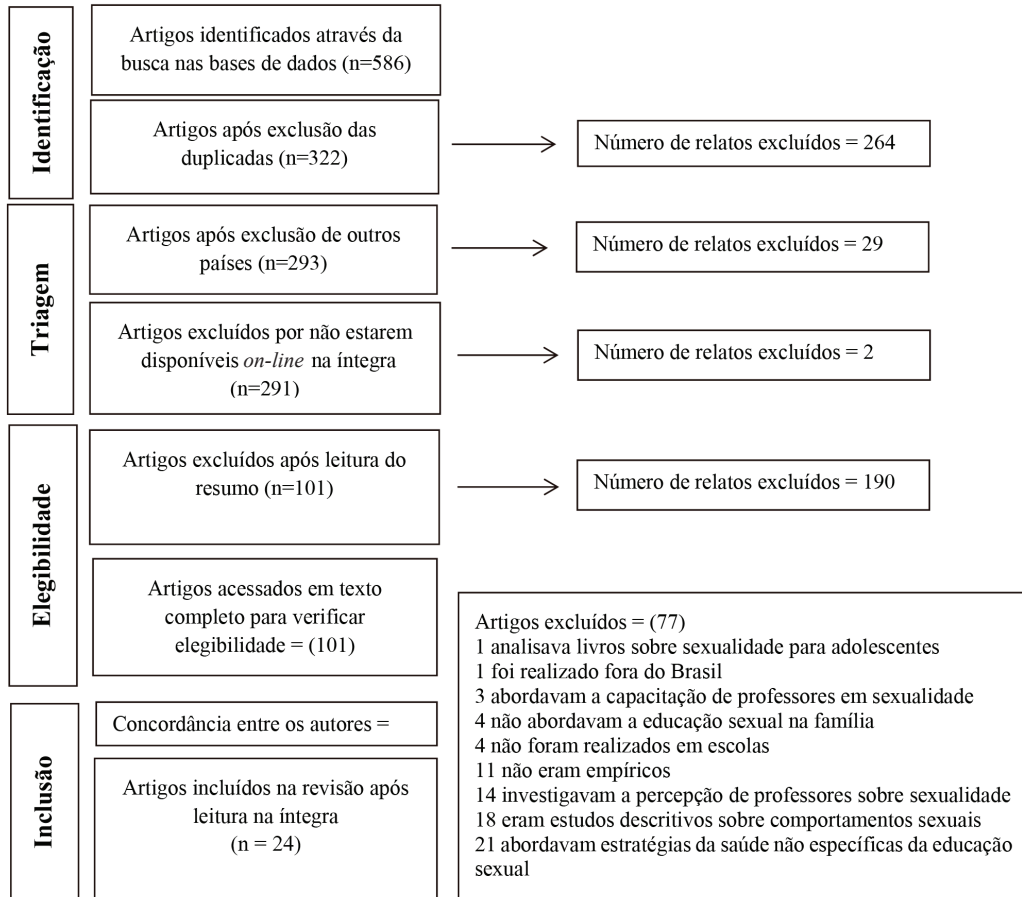 Identificação
Artigos identificados através da
busca nas bases de dados (n=586)
Artigos após exclusão das
duplicadas (n=322)
Número de relatos excluídos = 264
Triagem
Artigos após exclusão de outros
países (n=293)
Número de relatos excluídos = 29
Artigos excluídos por não estarem
disponíveis on-line na íntegra
(n=291)
Número de relatos excluídos = 2
Elegibilidade
Artigos excluídos após leitura do
resumo (n=101)
Número de relatos excluídos = 190
Artigos acessados em texto
completo para verificar
elegibilidade = (101)
Inclusão
Concordância entre os autores =
Artigos incluídos na revisão após
leitura na íntegra
(n = 24)
Artigos excluídos = (77)
1 analisava livros sobre sexualidade para adolescentes
1 foi realizado fora do Brasil
3 abordavam a capacitação de professores em sexualidade
4 não abordavam a educação sexual na família
4 não foram realizados em escolas
11 não eram empíricos
14 investigavam a percepção de professores sobre sexualidade
18 eram estudos descritivos sobre comportamentos sexuais
21 abordavam estratégias da saúde não específicas da educação
sexual